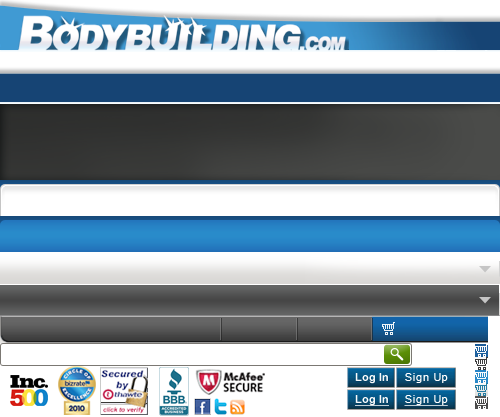 BODYBUILDING.COM
Inc.
500
CIRCLE OF EXCELLENCE
bizrate
2010
Secured
by
thawte
click to verify
BBB
ACCREDITED
BUSINESS
McAfee
SECURE
Log In
Sign Up
Log In
Sign Up